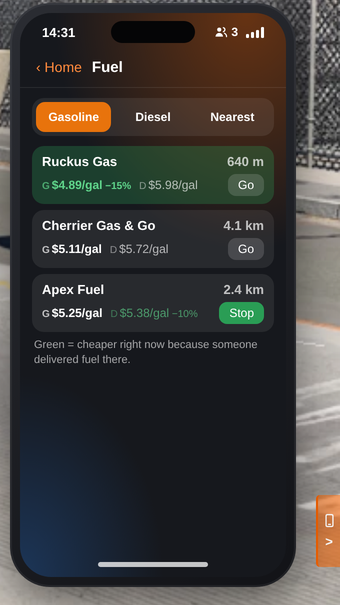 14:31
3
‹ Home Fuel
Gasoline Diesel Nearest
Ruckus Gas 640 m
G $4.89/gal −15% D $5.98/gal Go
Cherrier Gas & Go 4.1 km
G $5.11/gal D $5.72/gal Go
Apex Fuel 2.4 km
G $5.25/gal D $5.38/gal −10% Stop
Green = cheaper right now because someone
delivered fuel there.
>